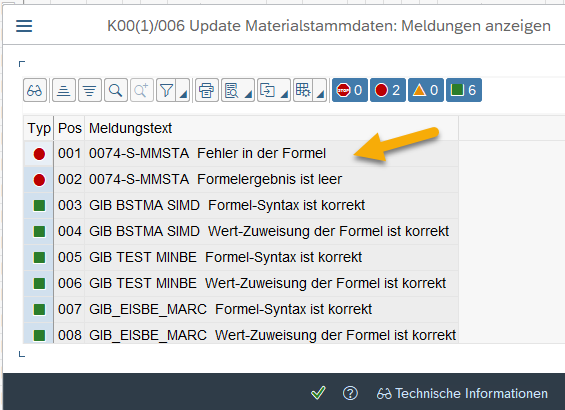 K00(1)/006 Update Materialstammdaten: Meldungen anzeigen
STOP 0 2 0 6
Typ Pos Meldungstext
001 0074-S-MMSTA Fehler in der Formel
002 0074-S-MMSTA Formelergebnis ist leer
003 GIB BSTMA SIMD Formel-Syntax ist korrekt
004 GIB BSTMA SIMD Wert-Zuweisung der Formel ist korrekt
005 GIB TEST MINBE Formel-Syntax ist korrekt
006 GIB TEST MINBE Wert-Zuweisung der Formel ist korrekt
007 GIB_EISBE_MARC Formel-Syntax ist korrekt
008 GIB_EISBE_MARC Wert-Zuweisung der Formel ist korrekt
Technische Informationen